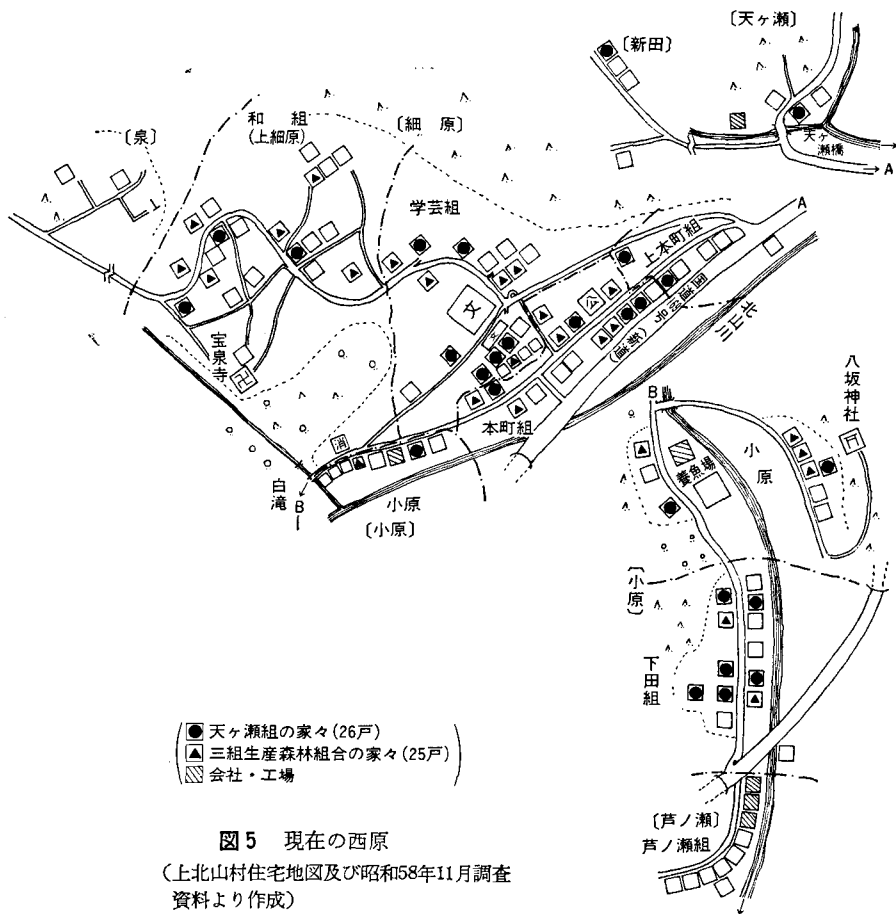 〔天ヶ瀬〕
〔新田〕
天ヶ瀬橋
A
〔泉〕
和組
(上細原)
〔細原〕
学芸組
上本町組
A
文
公
北山川
宝泉寺
卍
消
本町組
白滝
B
小原
〔小原〕
八坂神社
B
小原
養魚場
〔小原〕
下田組
〔芦ノ瀬〕
芦ノ瀬組
天ヶ瀬組の家々(26戸)
三組生産森林組合の家々(25戸)
会社・工場
図5 現在の西原
(上北山村住宅地図及び昭和58年11月調査
資料より作成)